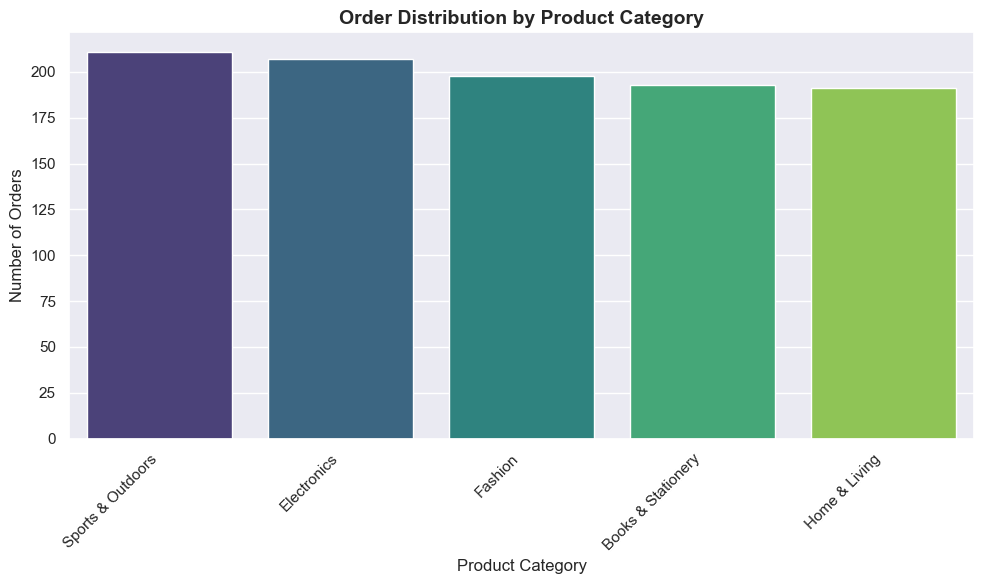 Order Distribution by Product Category
Number of Orders
200
175
150
125
100
75
50
25
0
Sports & Outdoors
Electronics
Fashion
Books & Stationery
Home & Living
Product Category